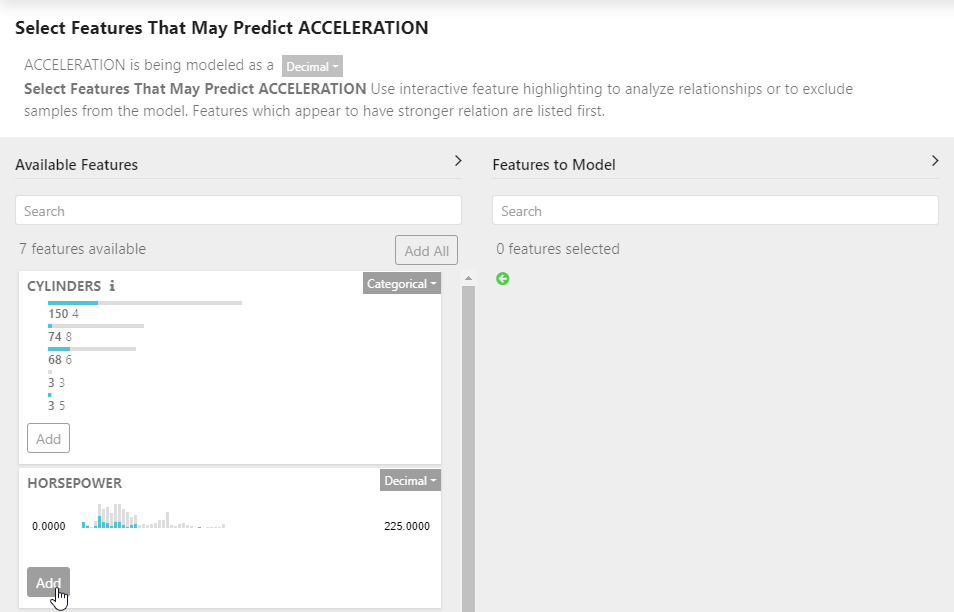 Select Features That May Predict ACCELERATION
ACCELERATION is being modeled as a Decimal
Select Features That May Predict ACCELERATION Use interactive feature highlighting to analyze relationships or to exclude
samples from the model. Features which appear to have stronger relation are listed first.
Available Features
Search
7 features available
Add All
CYLINDERS
Categorical
150 4
74 8
68 6
3 3
3 5
Add
HORSEPOWER
Decimal
0.0000
225.0000
Add
Features to Model
Search
0 features selected